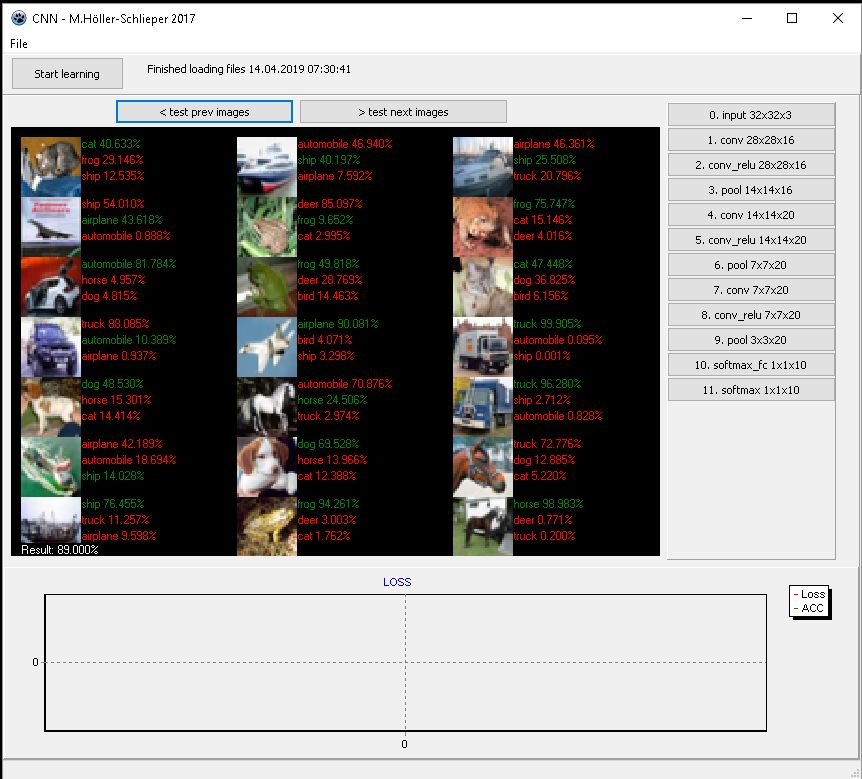 CNN - M.Höller-Schlieper 2017
File
Start learning
Finished loading files 14.04.2019 07:30:41
< test prev images
> test next images
cat 40.633%
frog 29.146%
ship 12.535%
automobile 46.940%
ship 40.197%
airplane 7.592%
airplane 46.361%
ship 25.508%
truck 20.796%
ship 54.010%
airplane 43.618%
automobile 0.888%
deer 85.097%
frog 9.652%
cat 2.995%
frog 75.747%
cat 15.146%
deer 4.016%
automobile 81.784%
horse 4.957%
dog 4.815%
frog 49.818%
deer 28.769%
bird 14.463%
cat 47.448%
dog 36.825%
bird 6.156%
truck 88.085%
automobile 10.389%
airplane 0.937%
airplane 90.081%
bird 4.071%
ship 3.298%
truck 99.905%
automobile 0.095%
ship 0.001%
dog 48.530%
horse 15.301%
cat 14.414%
automobile 70.876%
horse 24.506%
truck 2.974%
truck 96.280%
ship 2.712%
automobile 0.828%
airplane 42.189%
automobile 18.694%
ship 14.028%
dog 69.528%
horse 13.966%
cat 12.388%
truck 72.776%
dog 12.885%
cat 5.220%
ship 76.455%
truck 11.257%
airplane 9.598%
frog 94.261%
deer 3.003%
cat 1.762%
horse 98.983%
deer 0.771%
truck 0.200%
Result: 89.000%
0. input 32x32x3
1. conv 28x28x16
2. conv_relu 28x28x16
3. pool 14x14x16
4. conv 14x14x20
5. conv_relu 14x14x20
6. pool 7x7x20
7. conv 7x7x20
8. conv_relu 7x7x20
9. pool 3x3x20
10. softmax_fc 1x1x10
11. softmax 1x1x10
LOSS
Loss
ACC
0
0